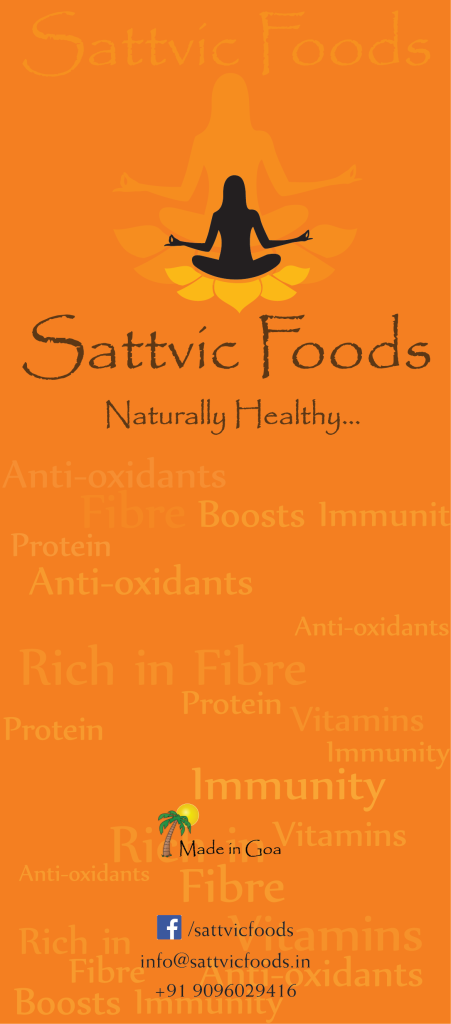 Sattvic Foods
Sattvic Foods
Naturally Healthy...
Anti-oxidants
Fibre Boosts Immunit
Protein
Anti-oxidants
Anti-oxidants
Rich in Fibre
Protein
Vitamins
Protein
Immunity
Immunity
Rich in Vitamins
Made in Goa
Anti-oxidants
Fibre
/sattvicfoods
Rich in Vitamins
info@sattvicfoods.in
Fibre Anti-oxidants
+91 9096029416
Boosts Immunity